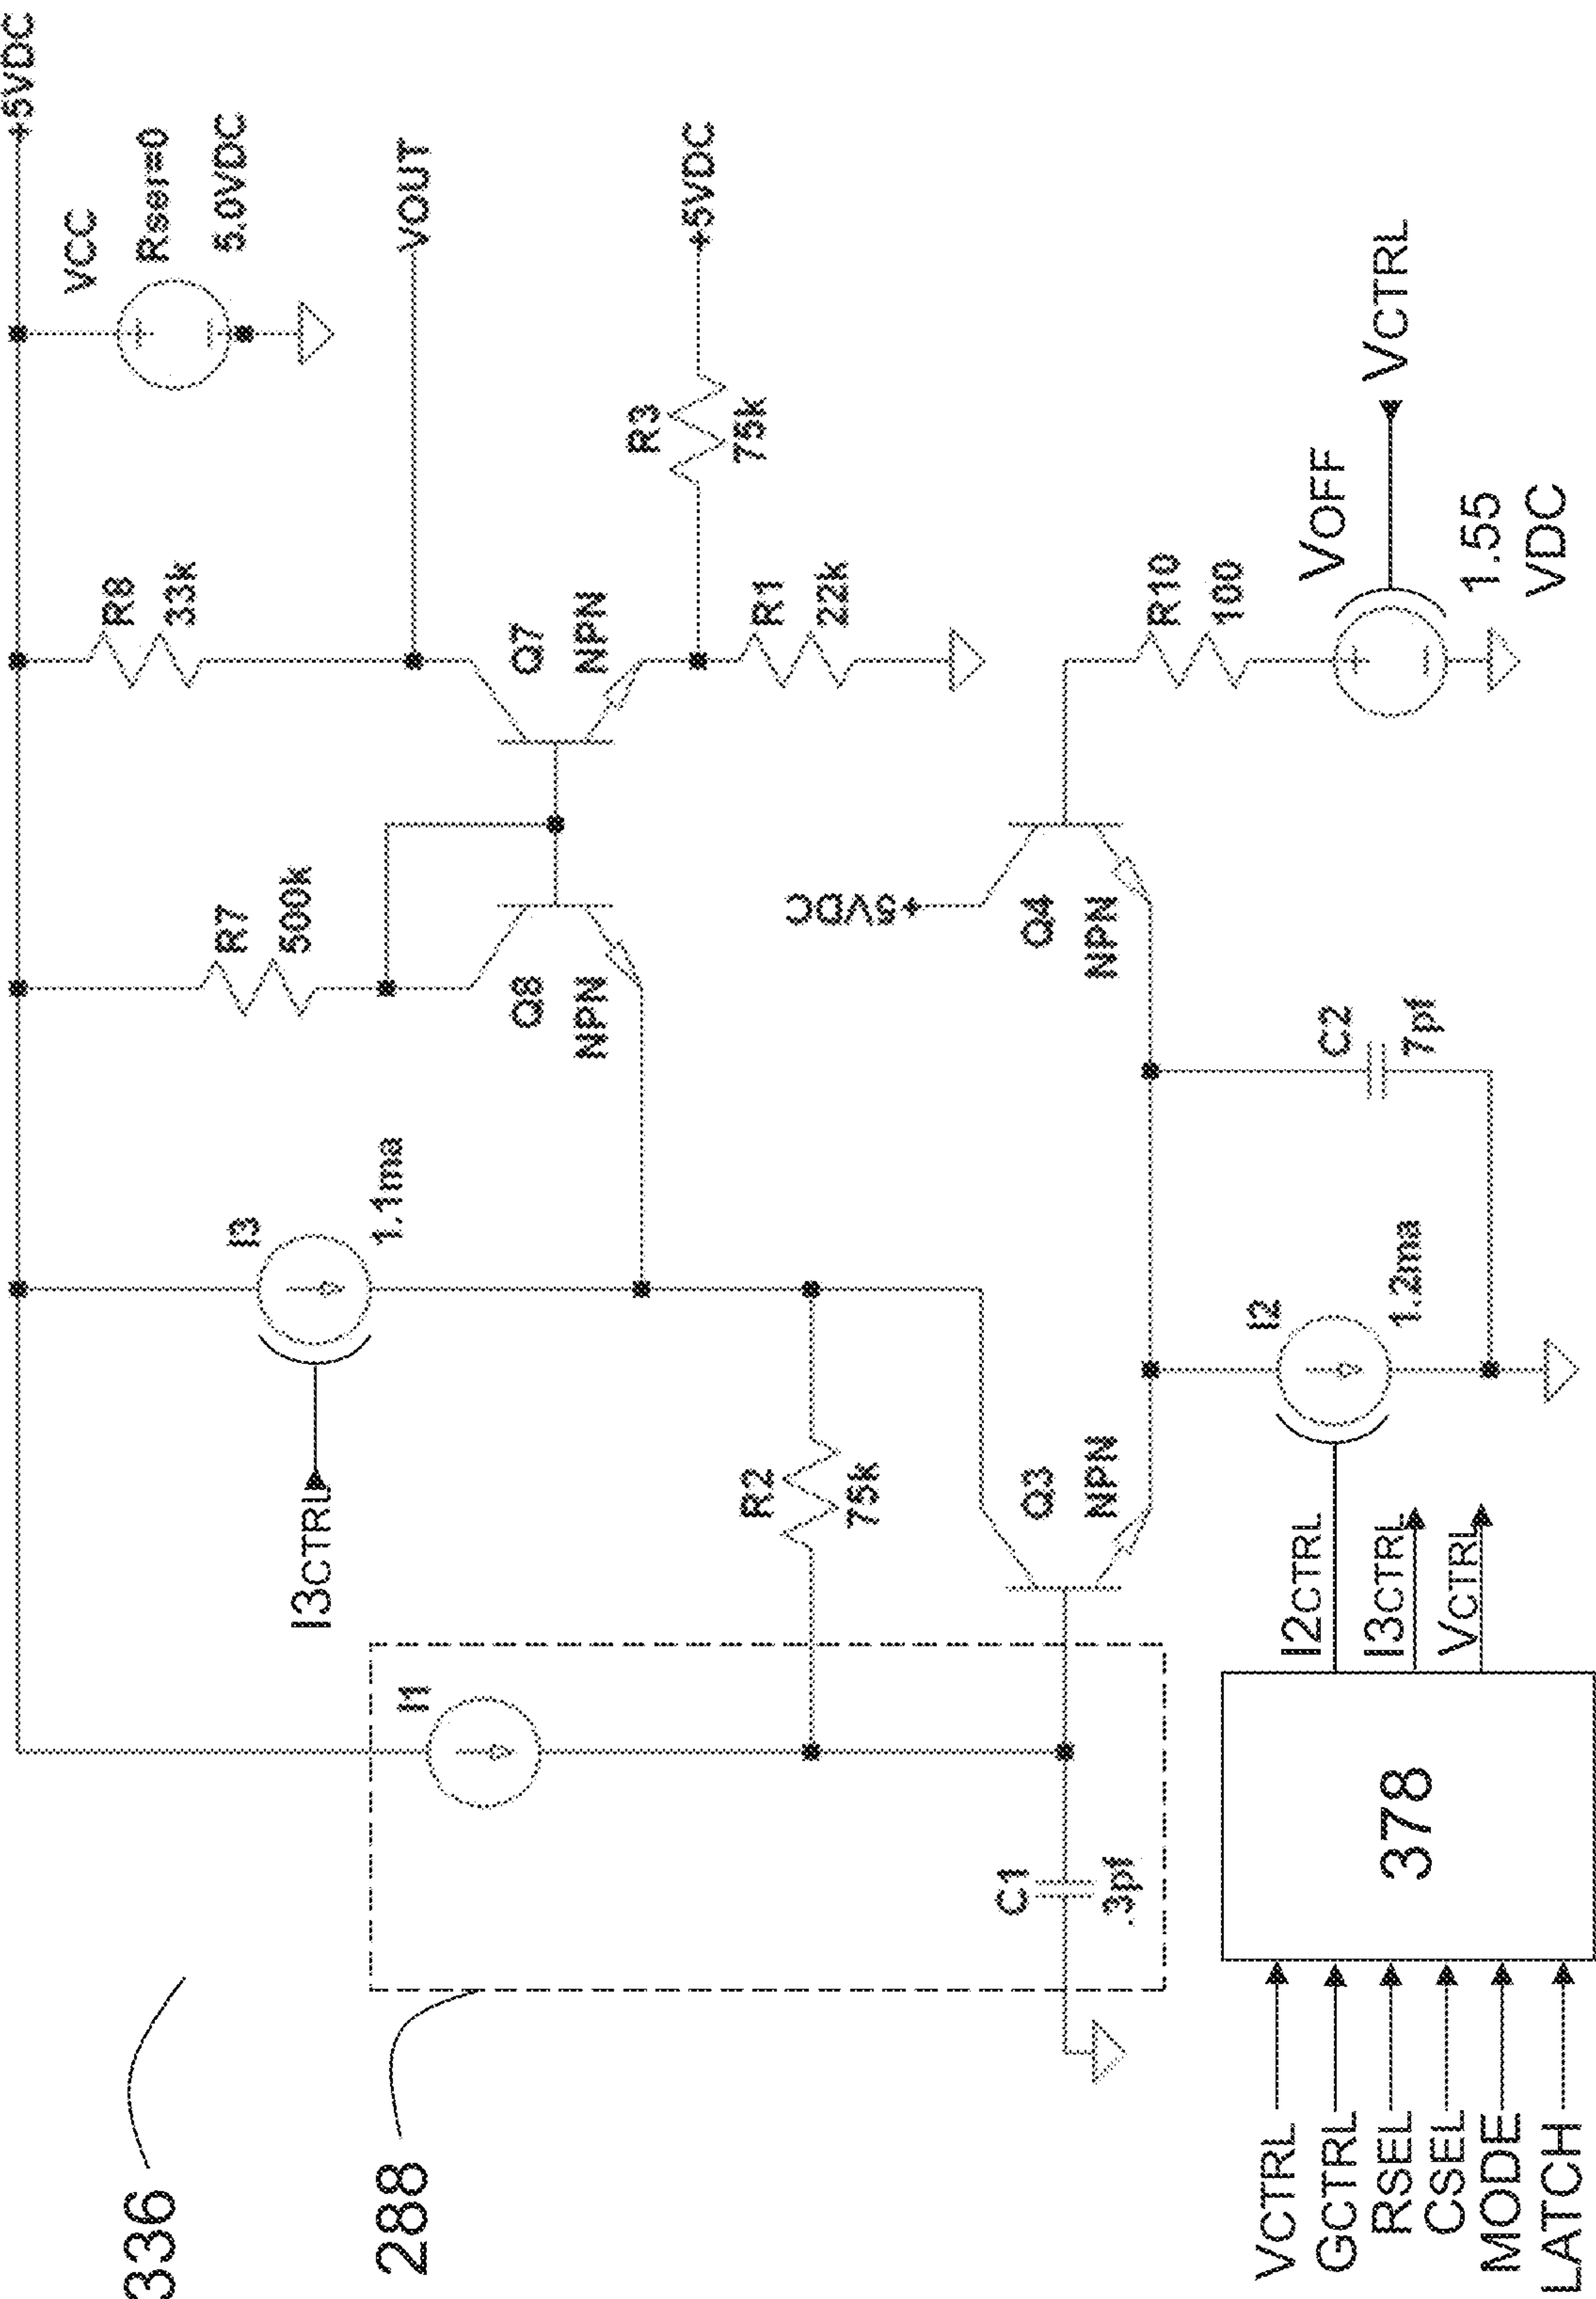 336
288
I1
C1
.3pf
I3CTRL
I3
1.1ma
R2
75k
Q3
NPN
R7
500k
Q8
NPN
R8
33k
Q7
NPN
VCC
Rser=0
5.0VDC
+5VDC
VOUT
R3
75k
+5VDC
R1
22k
+5VDC
Q4
NPN
R10
100
VOFF
1.55
VDC
VCTRL
C2
7pf
I2
1.2ma
I2CTRL
I3CTRL
VCTRL
378
VCTRL
GCTRL
RSEL
CSEL
MODE
LATCH